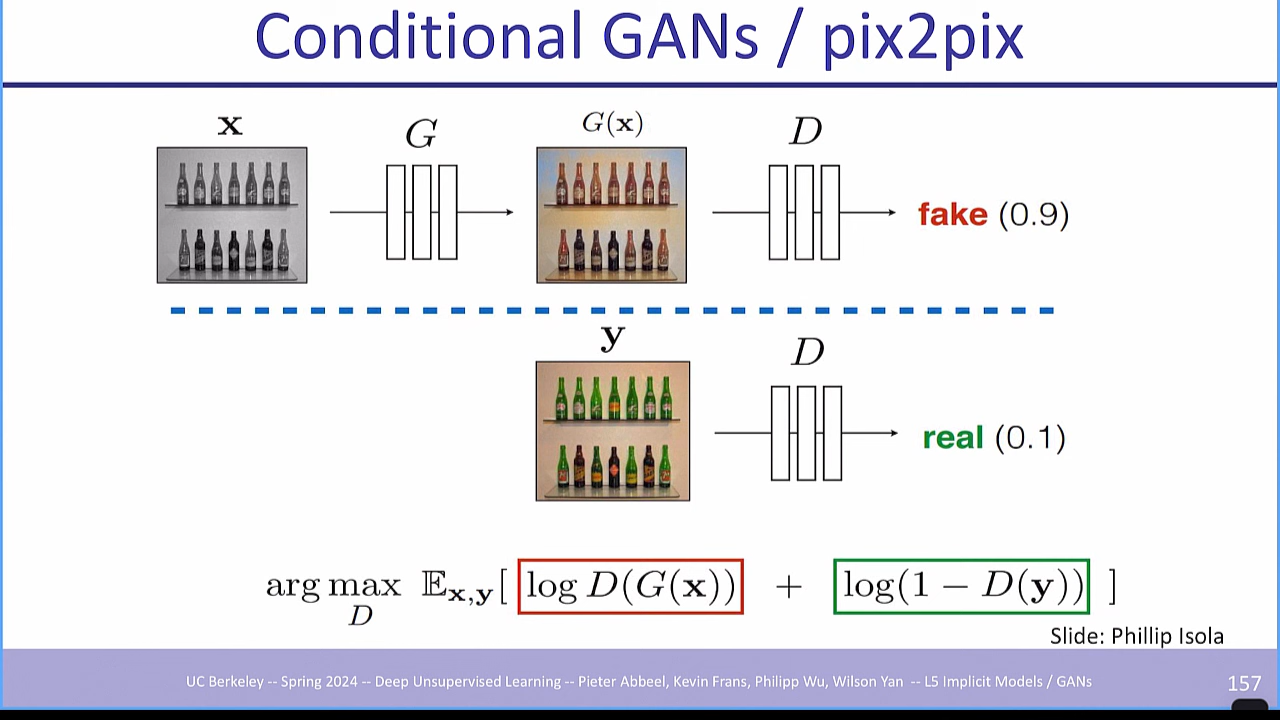 Conditional GANs / pix2pix
x G G(x) D
fake (0.9)
y D
real (0.1)
arg max D 𝔼x,y[ log D(G(x)) + log(1 − D(y)) ]
Slide: Phillip Isola
UC Berkeley -- Spring 2024 -- Deep Unsupervised Learning -- Pieter Abbeel, Kevin Frans, Philipp Wu, Wilson Yan -- L5 Implicit Models / GANs
157